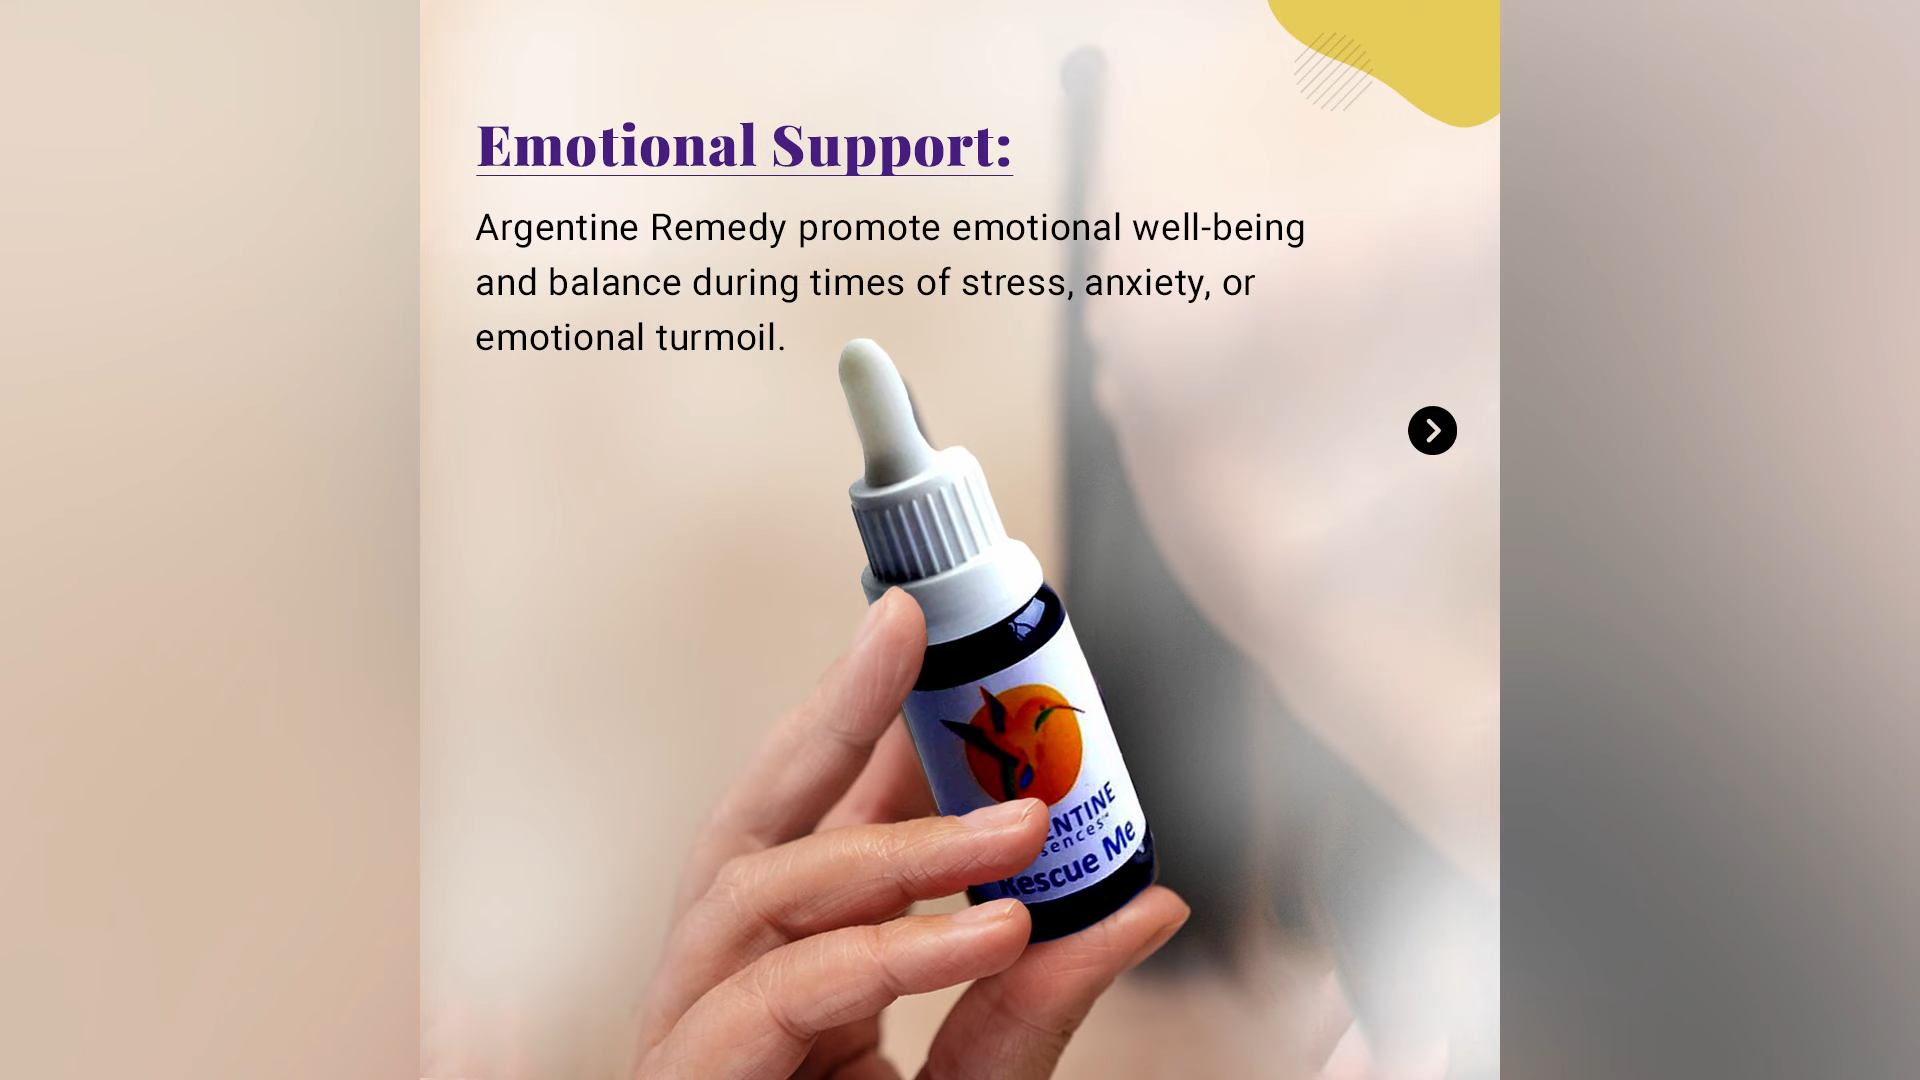 Emotional Support:
Argentine Remedy promote emotional well-being
and balance during times of stress, anxiety, or
emotional turmoil.
Rescue Me